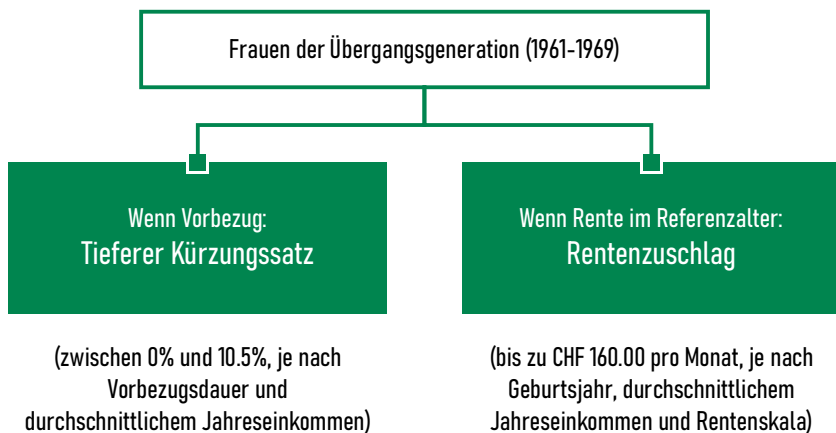 Frauen der Übergangsgeneration (1961-1969)
Wenn Vorbezug:
Tieferer Kürzungssatz
(zwischen 0% und 10.5%, je nach
Vorbezugsdauer und
durchschnittlichem Jahreseinkommen)
Wenn Rente im Referenzalter:
Rentenzuschlag
(bis zu CHF 160.00 pro Monat, je nach
Geburtsjahr, durchschnittlichem
Jahreseinkommen und Rentenskala)